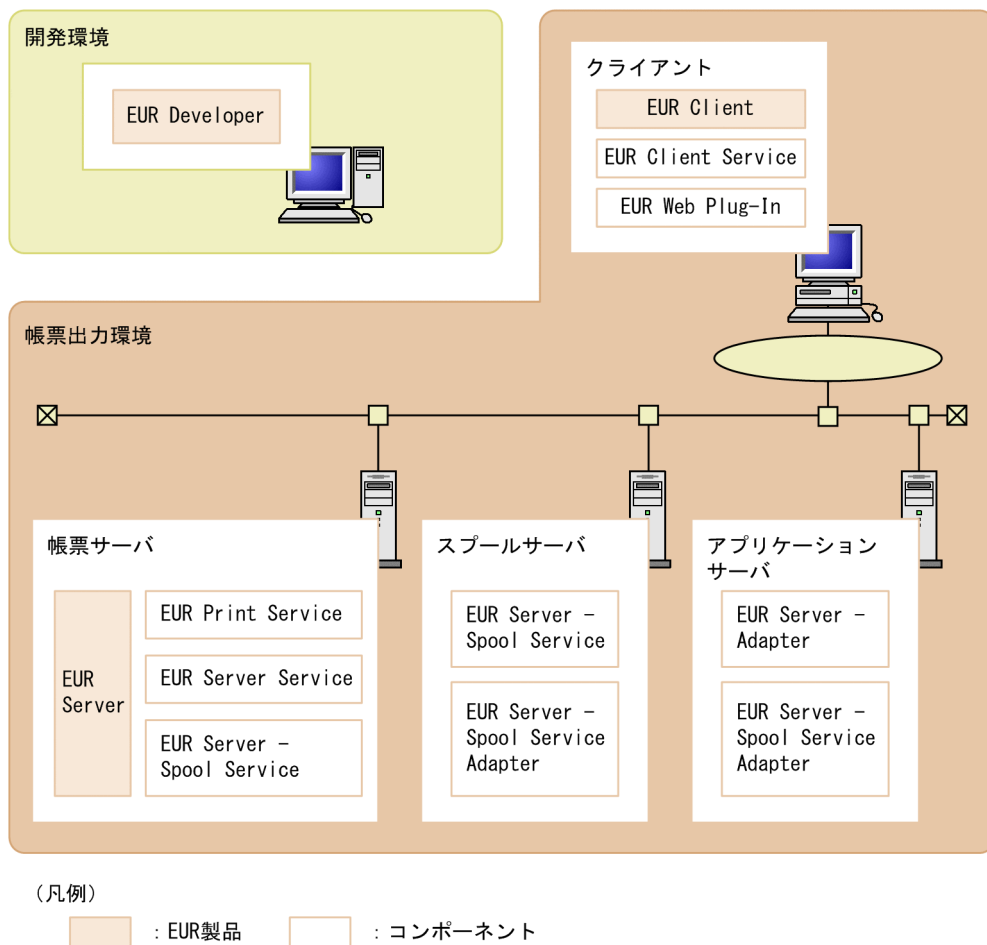 開発環境
EUR Developer
クライアント
EUR Client
EUR Client Service
EUR Web Plug-In
帳票出力環境
帳票サーバ
EUR
Server
EUR Print Service
EUR Server Service
EUR Server −
Spool Service
スプールサーバ
EUR Server −
Spool Service
EUR Server −
Spool Service
Adapter
アプリケーション
サーバ
EUR Server −
Adapter
EUR Server −
Spool Service
Adapter
（凡例）
：EUR製品
：コンポーネント